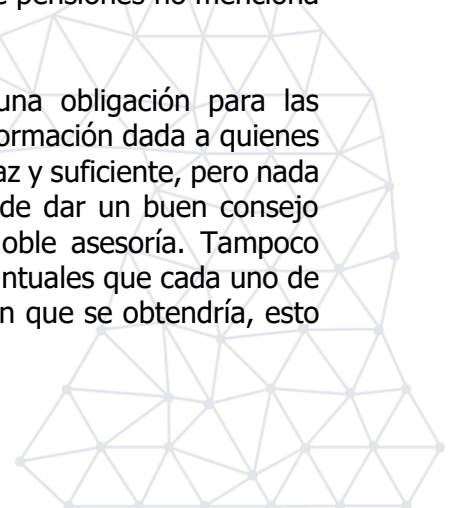 e pensiones no menciona
una obligación para las
ormación dada a quienes
az y suficiente, pero nada
de dar un buen consejo
oble asesoría. Tampoco
ntuales que cada uno de
n que se obtendría, esto